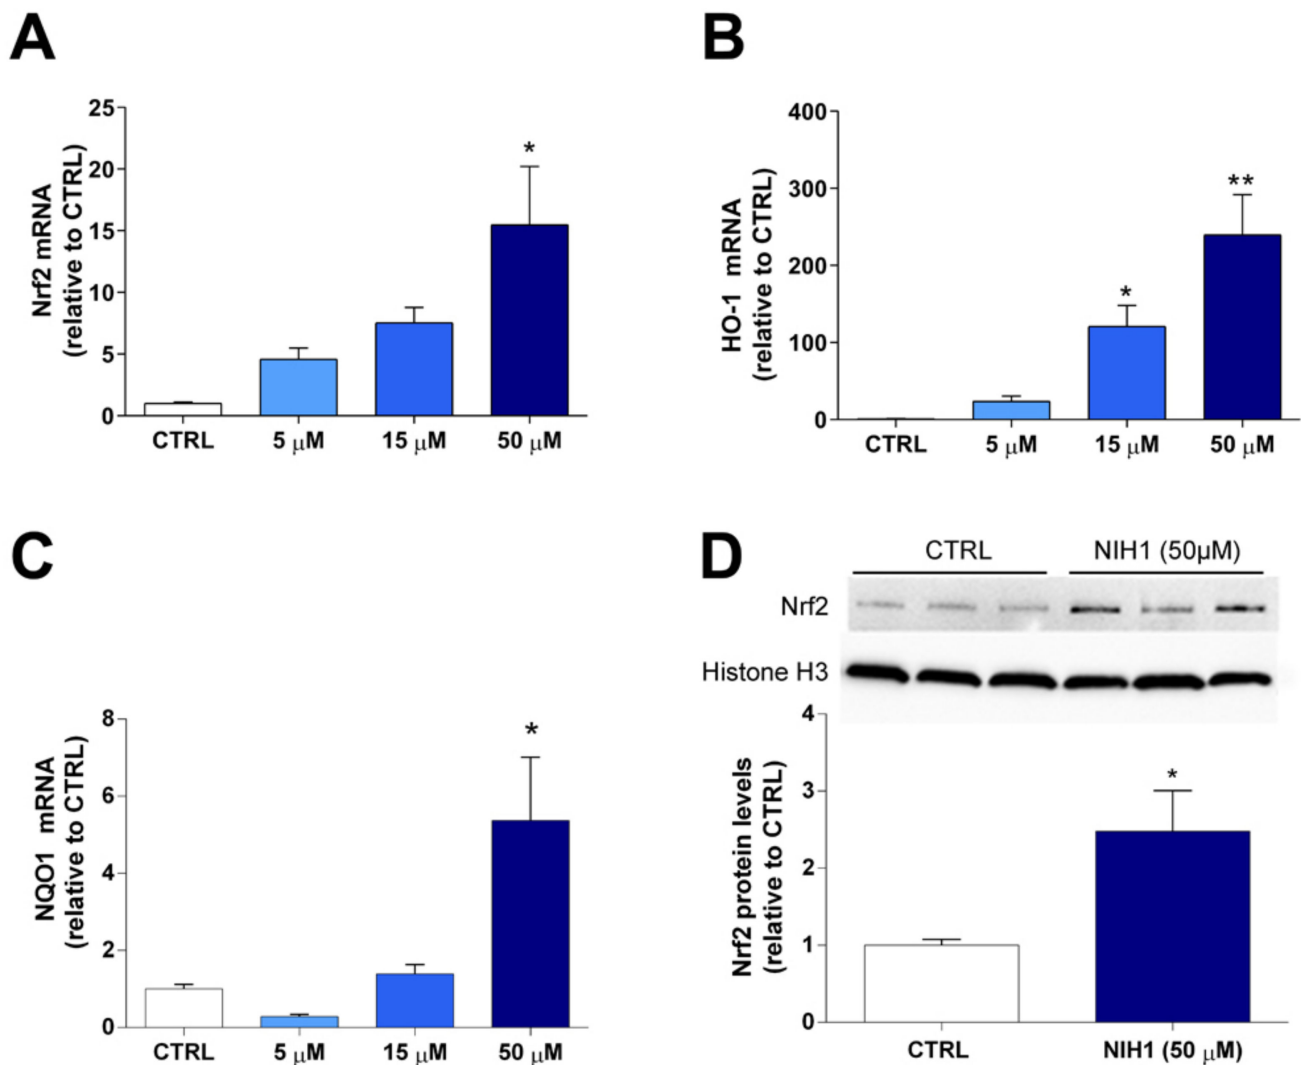 A
Nrf2 mRNA
(relative to CTRL)
25
20
15
10
5
0
*
CTRL 5 μM 15 μM 50 μM
B
HO-1 mRNA
(relative to CTRL)
400
300
200
100
0
*
**
CTRL 5 μM 15 μM 50 μM
C
NQO1 mRNA
(relative to CTRL)
8
6
4
2
0
*
CTRL 5 μM 15 μM 50 μM
D
CTRL NIH1 (50μM)
Nrf2
Histone H3
Nrf2 protein levels
(relative to CTRL)
4
3
2
1
0
*
CTRL NIH1 (50 μM)